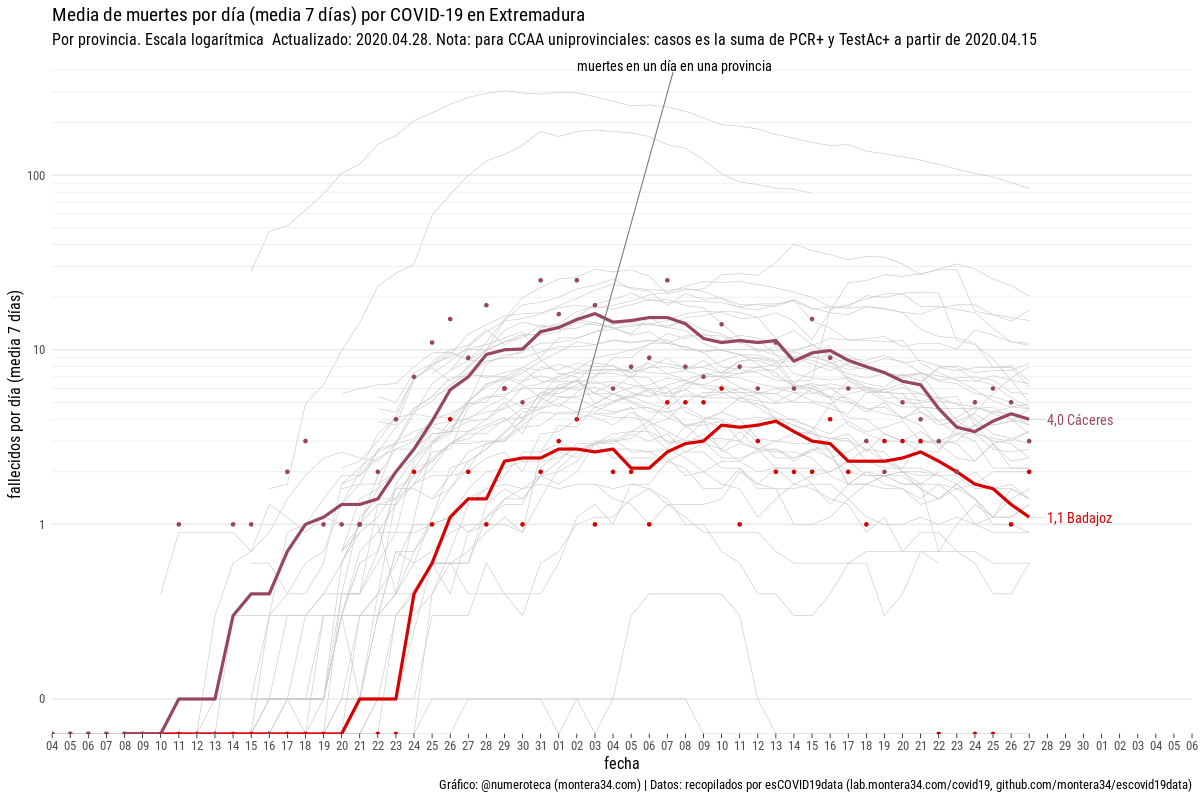 Media de muertes por día (media 7 días) por COVID-19 en Extremadura
Por provincia. Escala logarítmica  Actualizado: 2020.04.28. Nota: para CCAA uniprovinciales: casos es la suma de PCR+ y TestAc+ a partir de 2020.04.15
muertes en un día en una provincia
fallecidos por día (media  7 días)
100
10
1
0
4,0 Cáceres
1,1 Badajoz
04 05 06 07 08 09 10 11 12 13 14 15 16 17 18 19 20 21 22 23 24 25 26 27 28 29 30 31 01 02 03 04 05 06 07 08 09 10 11 12 13 14 15 16 17 18 19 20 21 22 23 24 25 26 27 28 29 30 01 02 03 04 05 06
fecha
Gráfico: @numeroteca (montera34.com) | Datos: recopilados por esCOVID19data (lab.montera34.com/covid19, github.com/montera34/escovid19data)